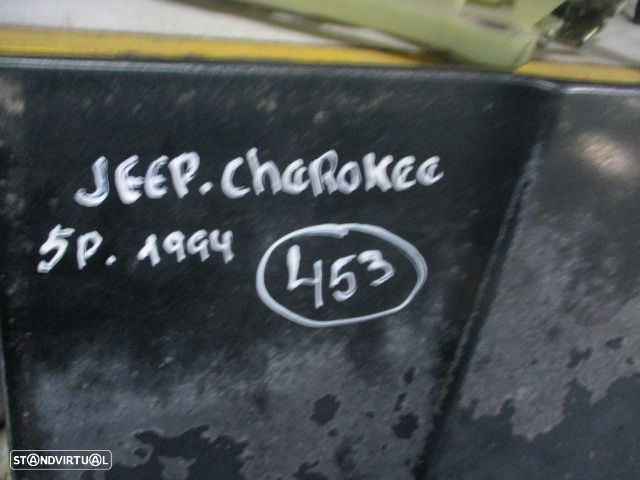 JEEP. CHEROKEE
5P. 1994
453
STANDVIRTUAL